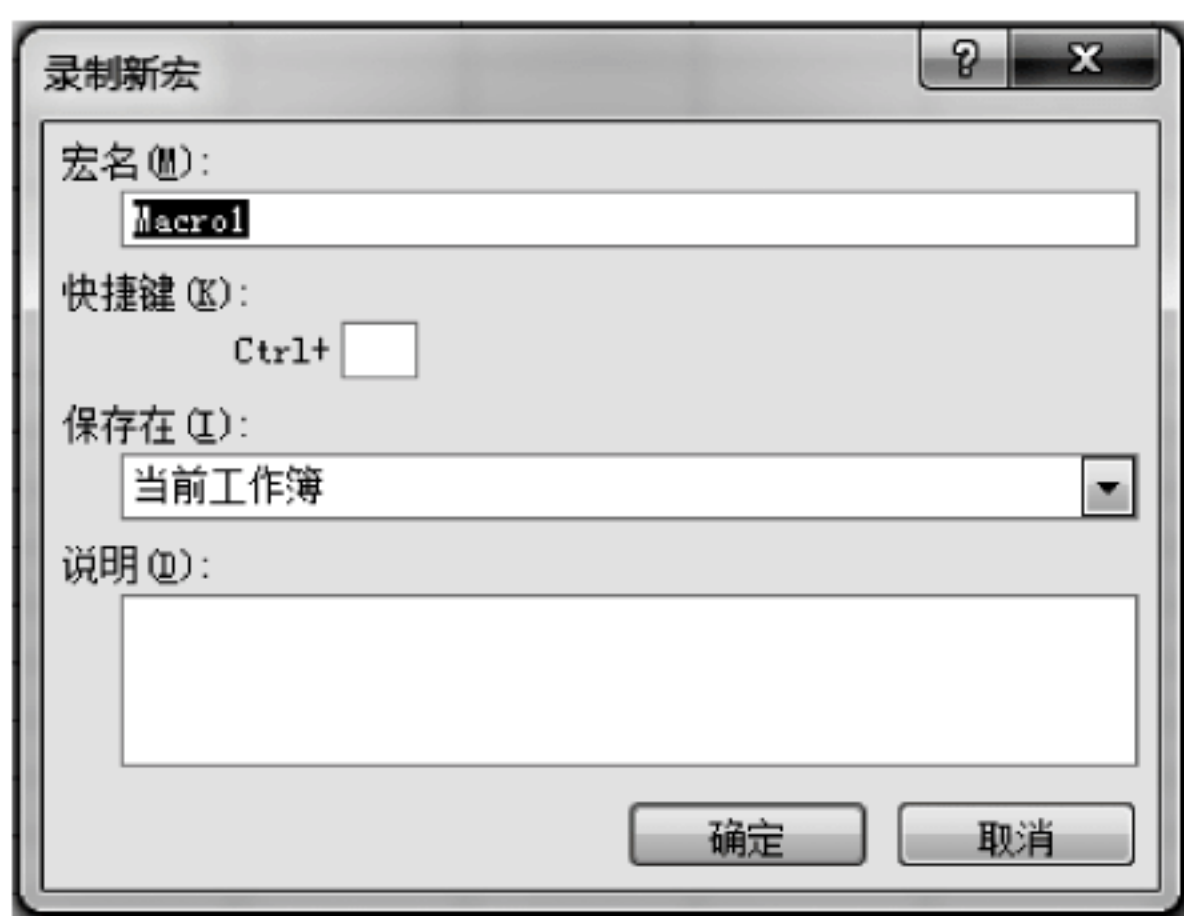 录制新宏
宏名(M):
Macro1
快捷键(K):
Ctrl+
保存在(I):
当前工作簿
说明(D):
确定 取消